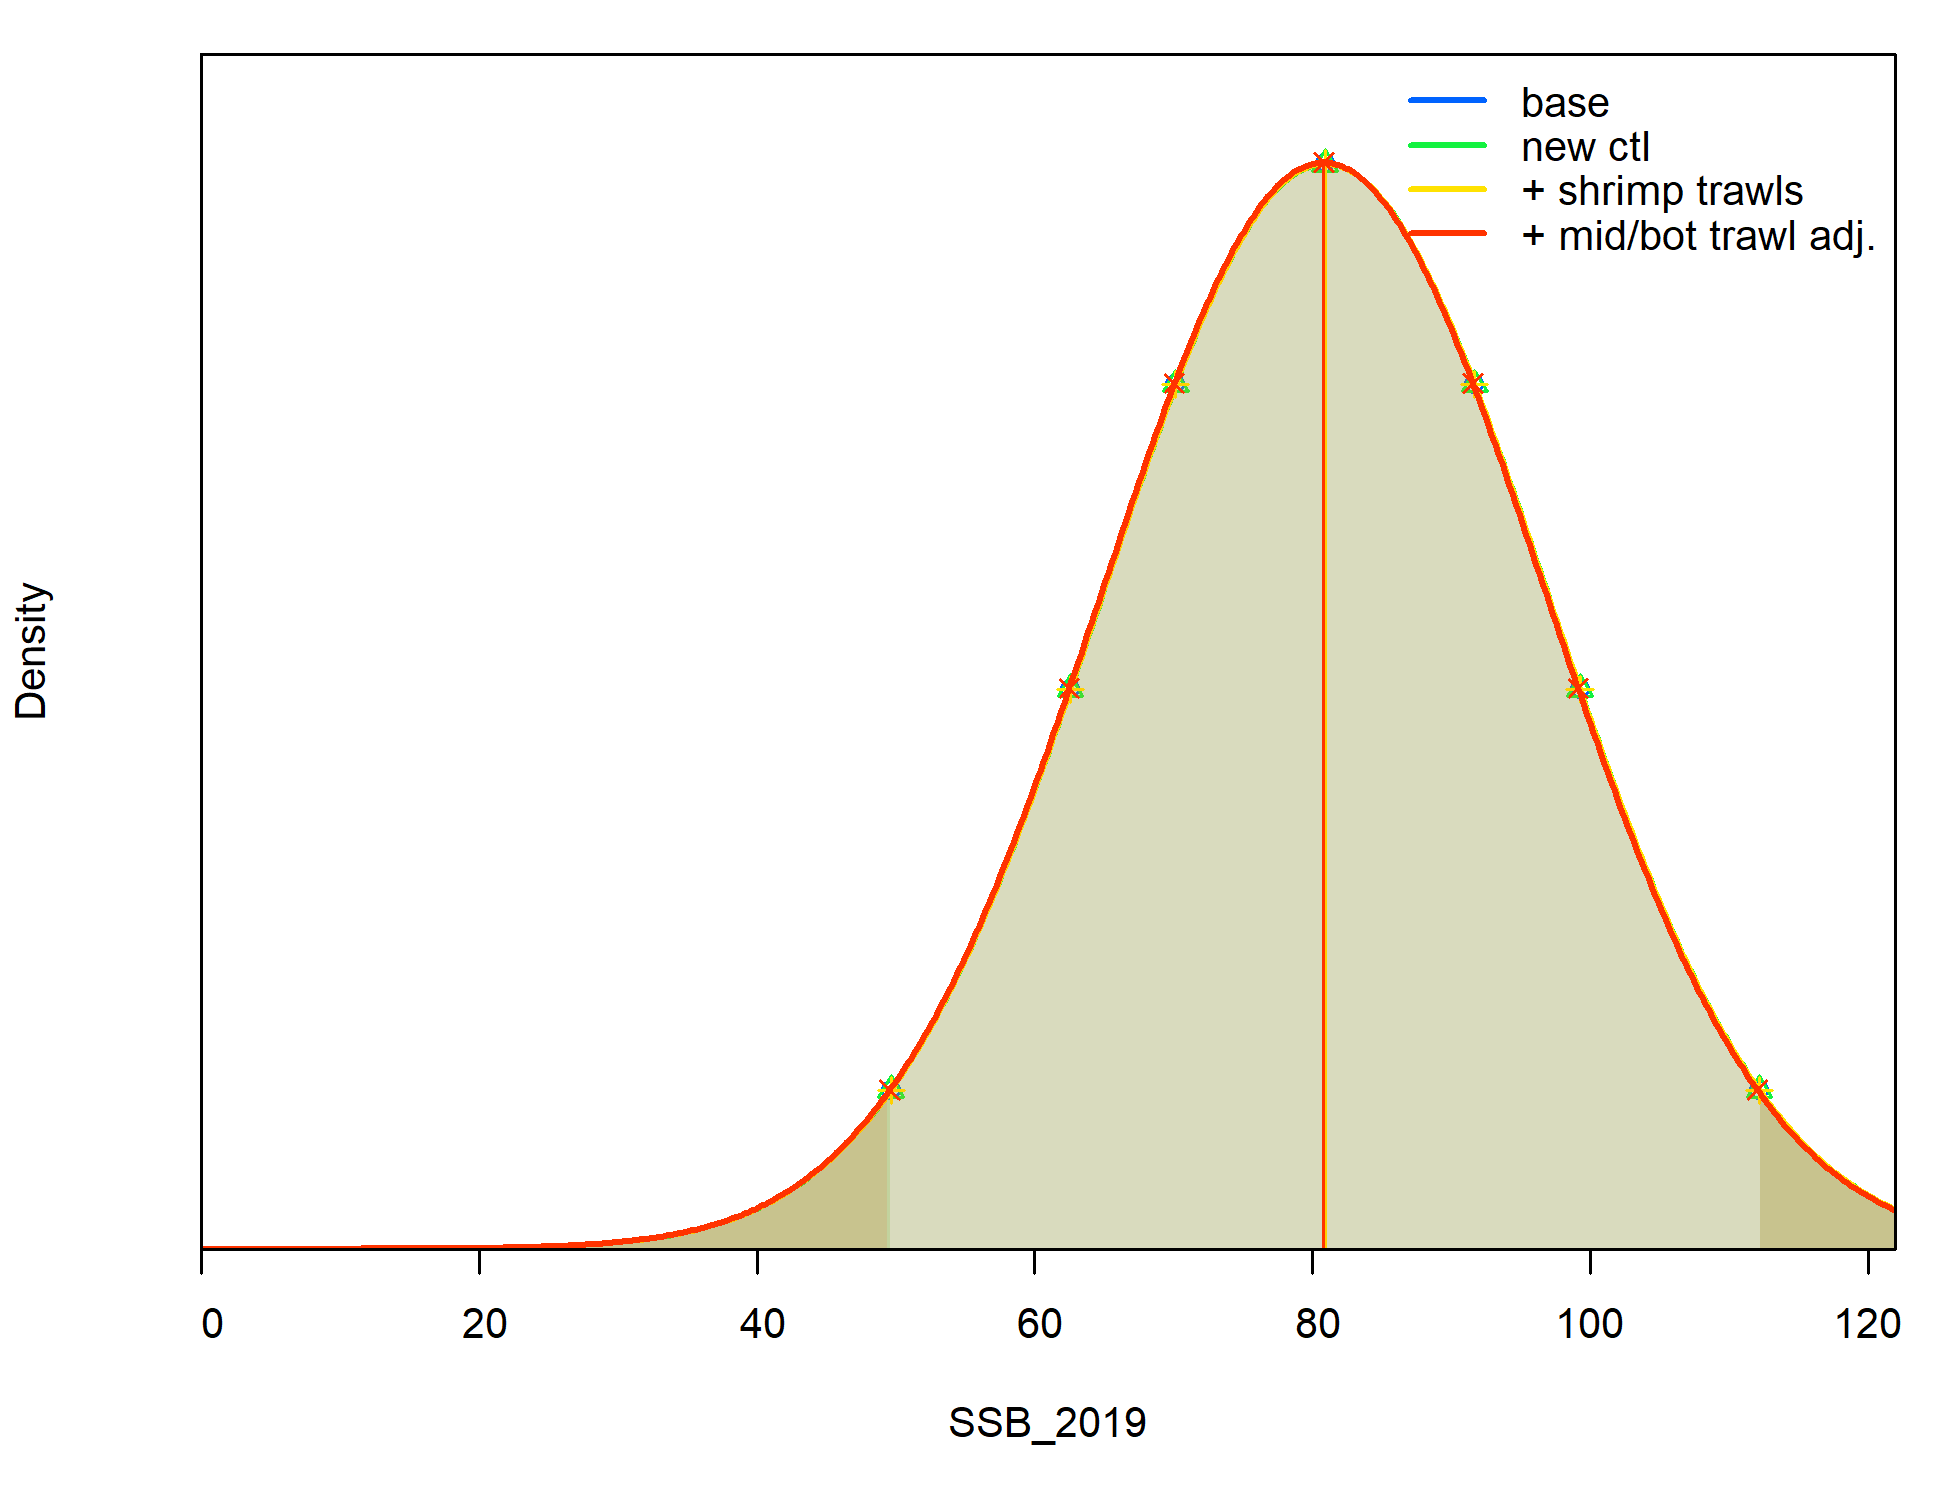 base
new ctl
+ shrimp trawls
+ mid/bot trawl adj.
Density
0 20 40 60 80 100 120
SSB_2019